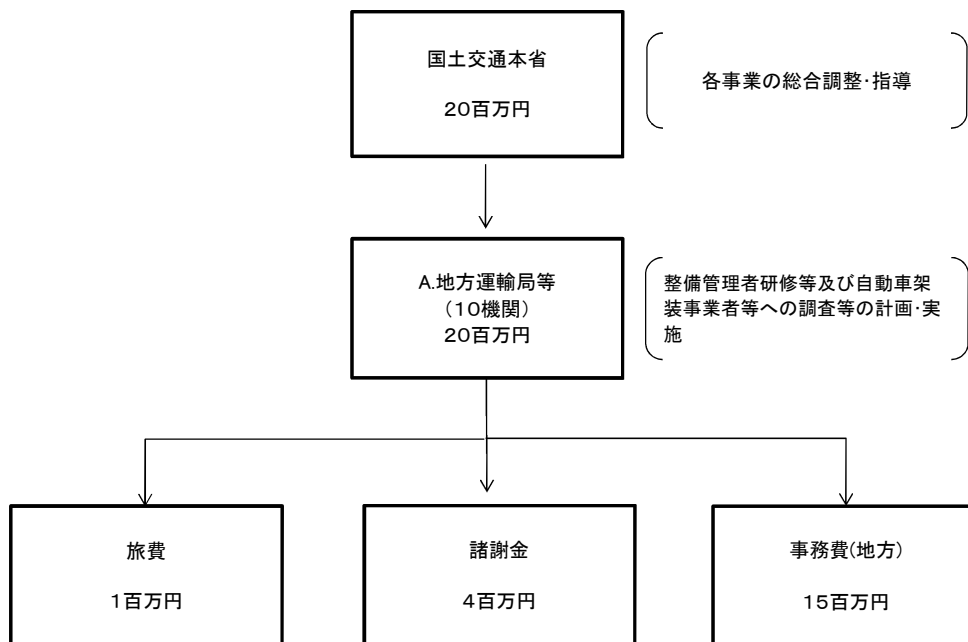 国土交通本省
20百万円
各事業の総合調整・指導
A.地方運輸局等
（10機関）
20百万円
整備管理者研修等及び自動車架
装事業者等への調査等の計画・実
施
旅費
1百万円
諸謝金
4百万円
事務費(地方)
15百万円